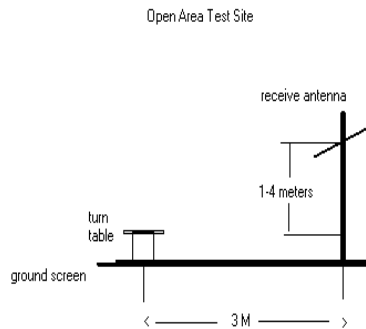 Open Area Test Site
receive antenna
1-4 meters
turn
table
ground screen
3 M